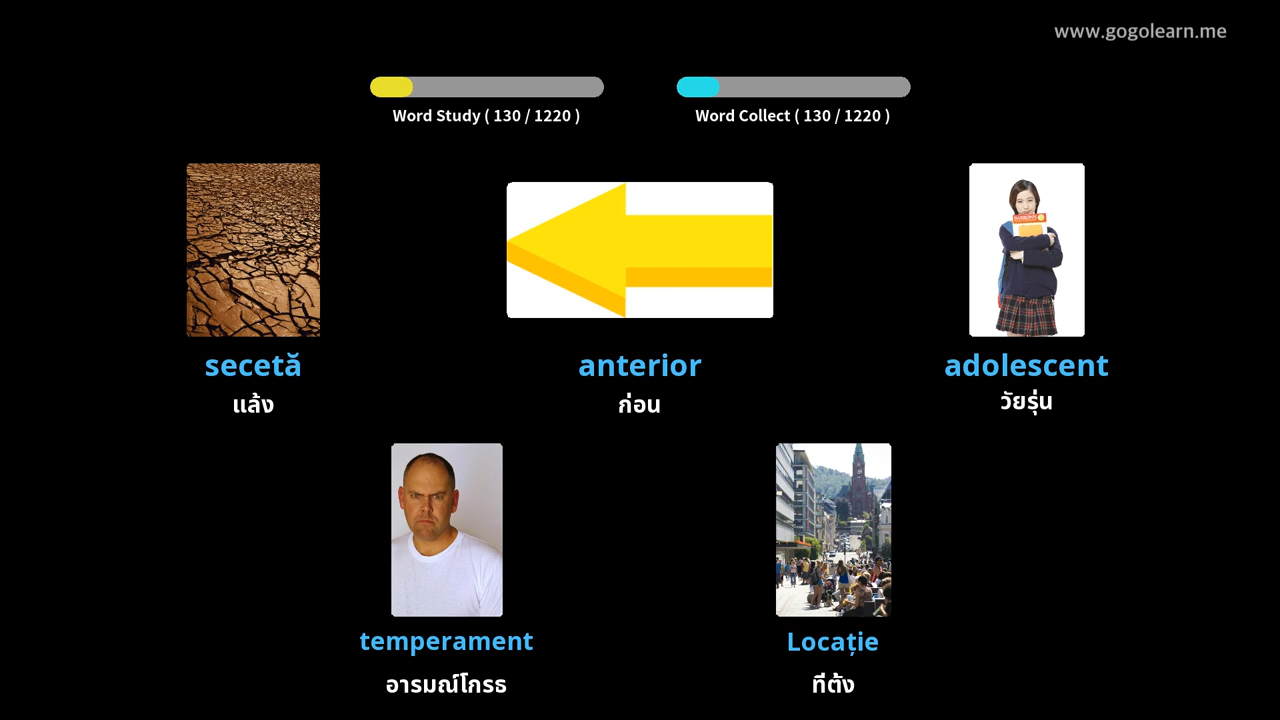 www.gogolearn.me
Word Study ( 130 / 1220 )
Word Collect ( 130 / 1220 )
secetă
anterior
adolescent
แล้ง
ก่อน
วัยรุ่น
temperament
Locație
อารมณ์โกรธ
ที่ตั้ง